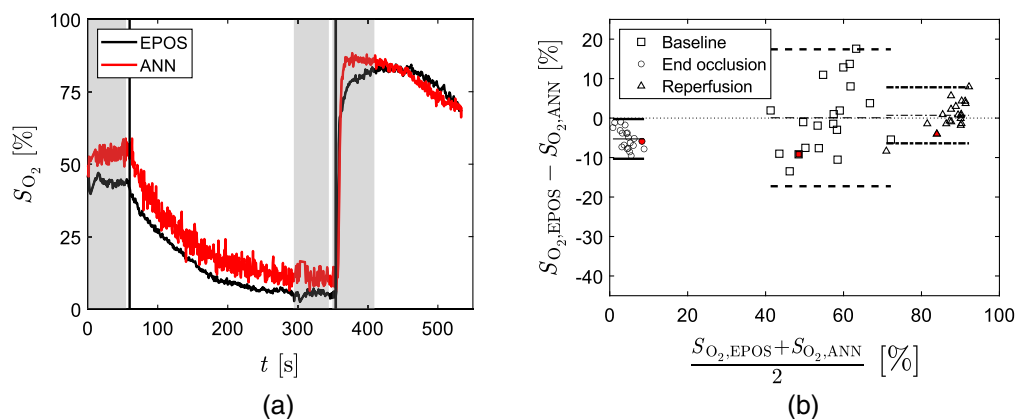 100
75
50
25
0
S_{O_2} [%]
EPOS
ANN
0 100 200 300 400 500
t [s]
(a)
20
10
0
-10
-20
-30
-40
S_{O_2,EPOS} − S_{O_2,ANN} [%]
Baseline
End occlusion
Reperfusion
0 20 40 60 80 100
S_{O_2,EPOS}+S_{O_2,ANN}
2
[%]
(b)